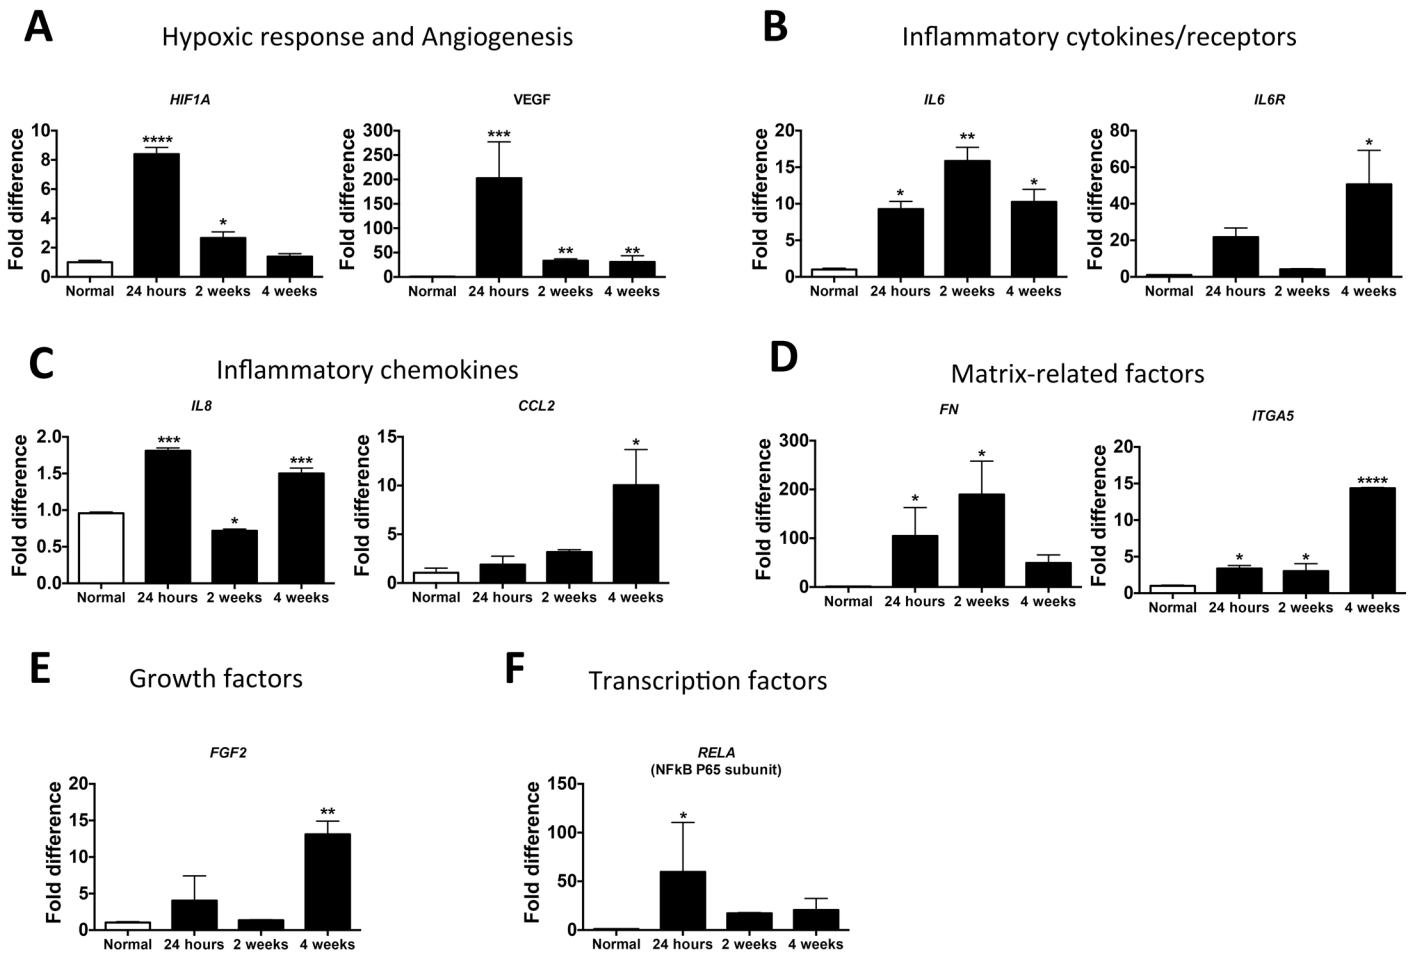 A
Hypoxic response and Angiogenesis
HIF1A
Fold difference
10
8
6
4
2
0
****
*
Normal 24 hours 2 weeks 4 weeks
VEGF
Fold difference
300
250
200
150
100
50
0
***
**
**
Normal 24 hours 2 weeks 4 weeks
B
Inflammatory cytokines/receptors
IL6
Fold difference
20
15
10
5
0
*
**
*
Normal 24 hours 2 weeks 4 weeks
IL6R
Fold difference
80
60
40
20
0
*
Normal 24 hours 2 weeks 4 weeks
C
Inflammatory chemokines
IL8
Fold difference
2.0
1.5
1.0
0.5
0.0
***
*
***
Normal 24 hours 2 weeks 4 weeks
CCL2
Fold difference
15
10
5
0
*
Normal 24 hours 2 weeks 4 weeks
D
Matrix-related factors
FN
Fold difference
300
200
100
0
*
*
Normal 24 hours 2 weeks 4 weeks
ITGA5
Fold difference
20
15
10
5
0
*
*
****
Normal 24 hours 2 weeks 4 weeks
E
Growth factors
FGF2
Fold difference
20
15
10
5
0
**
Normal 24 hours 2 weeks 4 weeks
F
Transcription factors
RELA
(NFkB P65 subunit)
Fold difference
150
100
50
0
*
Normal 24 hours 2 weeks 4 weeks